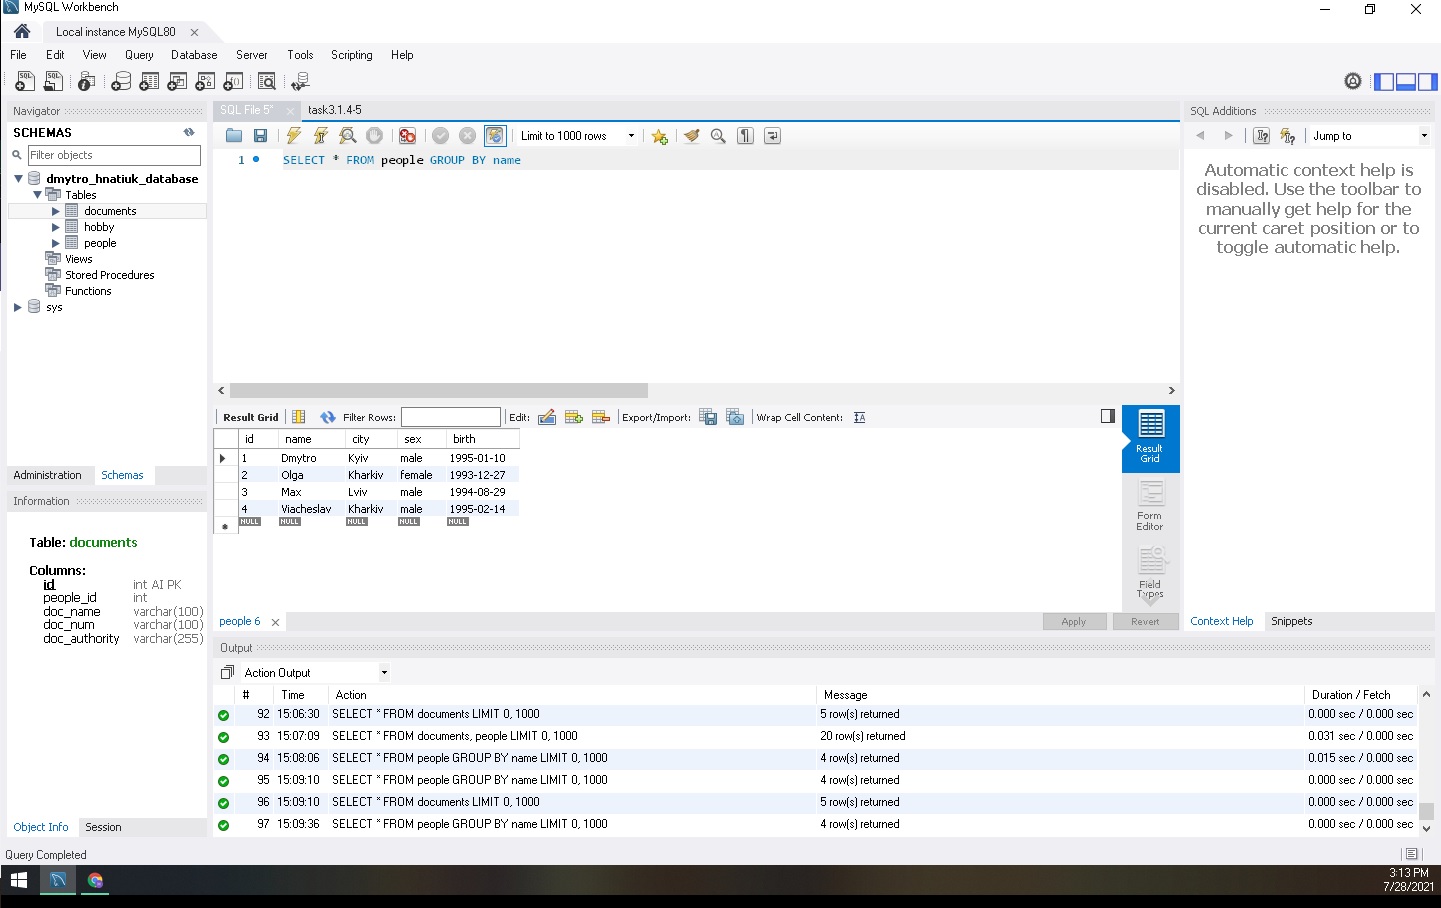 MySQL Workbench
Local instance MySQL80
File Edit View Query Database Server Tools Scripting Help
Navigator
SCHEMAS
Filter objects
dmytro_hnatiuk_database
Tables
documents
hobby
people
Views
Stored Procedures
Functions
sys
Administration Schemas
Information
Table: documents
Columns:
id int AI PK
people_id int
doc_name varchar(100)
doc_num varchar(100)
doc_authority varchar(255)
Object Info Session
SQL File 5* task3.1.4-5
Limit to 1000 rows
1 SELECT * FROM people GROUP BY name
Result Grid Filter Rows: Edit: Export/Import: Wrap Cell Content:
id name city sex birth
1 Dmytro Kyiv male 1995-01-10
2 Olga Kharkiv female 1993-12-27
3 Max Lviv male 1994-08-29
4 Viacheslav Kharkiv male 1995-02-14
NULL NULL NULL NULL NULL
Result
Grid
Form
Editor
Field
Types
people 6 Apply Revert
SQL Additions
Jump to
Automatic context help is
disabled. Use the toolbar to
manually get help for the
current caret position or to
toggle automatic help.
Context Help Snippets
Output
Action Output
# Time Action Message Duration / Fetch
92 15:06:30 SELECT * FROM documents LIMIT 0, 1000 5 row(s) returned 0.000 sec / 0.000 sec
93 15:07:09 SELECT * FROM documents, people LIMIT 0, 1000 20 row(s) returned 0.031 sec / 0.000 sec
94 15:08:06 SELECT * FROM people GROUP BY name LIMIT 0, 1000 4 row(s) returned 0.015 sec / 0.000 sec
95 15:09:10 SELECT * FROM people GROUP BY name LIMIT 0, 1000 4 row(s) returned 0.000 sec / 0.000 sec
96 15:09:10 SELECT * FROM documents LIMIT 0, 1000 5 row(s) returned 0.000 sec / 0.000 sec
97 15:09:36 SELECT * FROM people GROUP BY name LIMIT 0, 1000 4 row(s) returned 0.000 sec / 0.000 sec
Query Completed
3:13 PM
7/28/2021